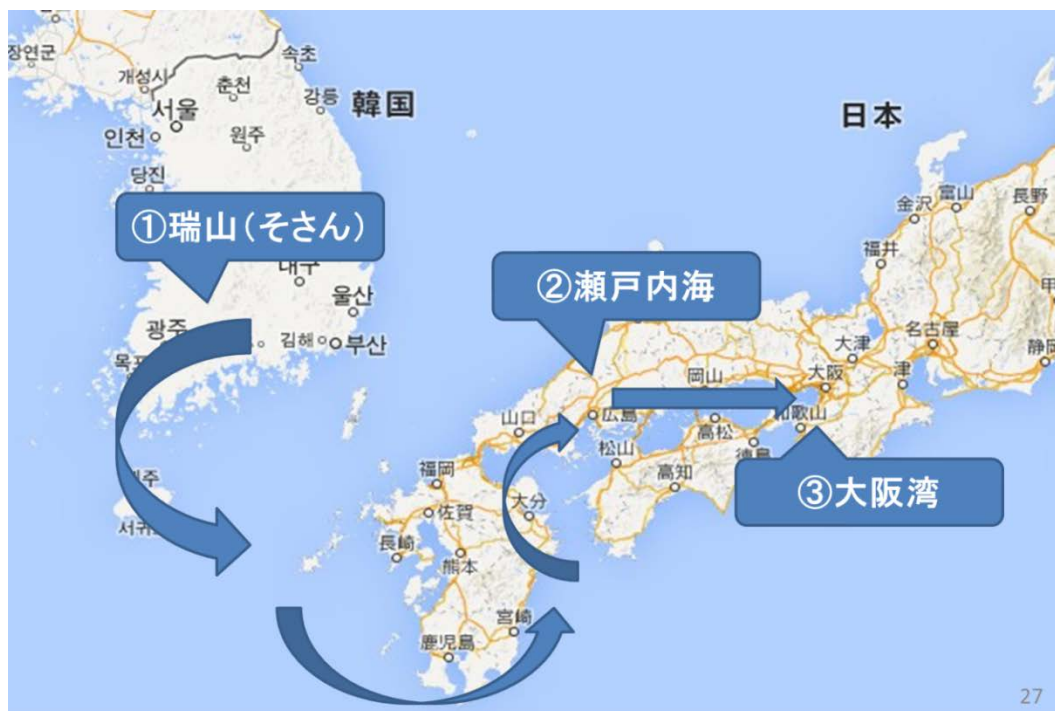 장연군
개성시
속초
춘천
강릉
서울
韓国
日本
인천
원주
당진
富山
長野
金沢
①瑞山（そさん）
福井
대구
②瀬戸内海
울산
甲
광주
김해
부산
大津
名古屋
静岡
목포
岡山
大阪
津
山口
広島
和歌山
高松
松山
徳島
福岡
高知
③大阪湾
大分
서귀
佐賀
長崎
熊本
宮崎
鹿児島
27